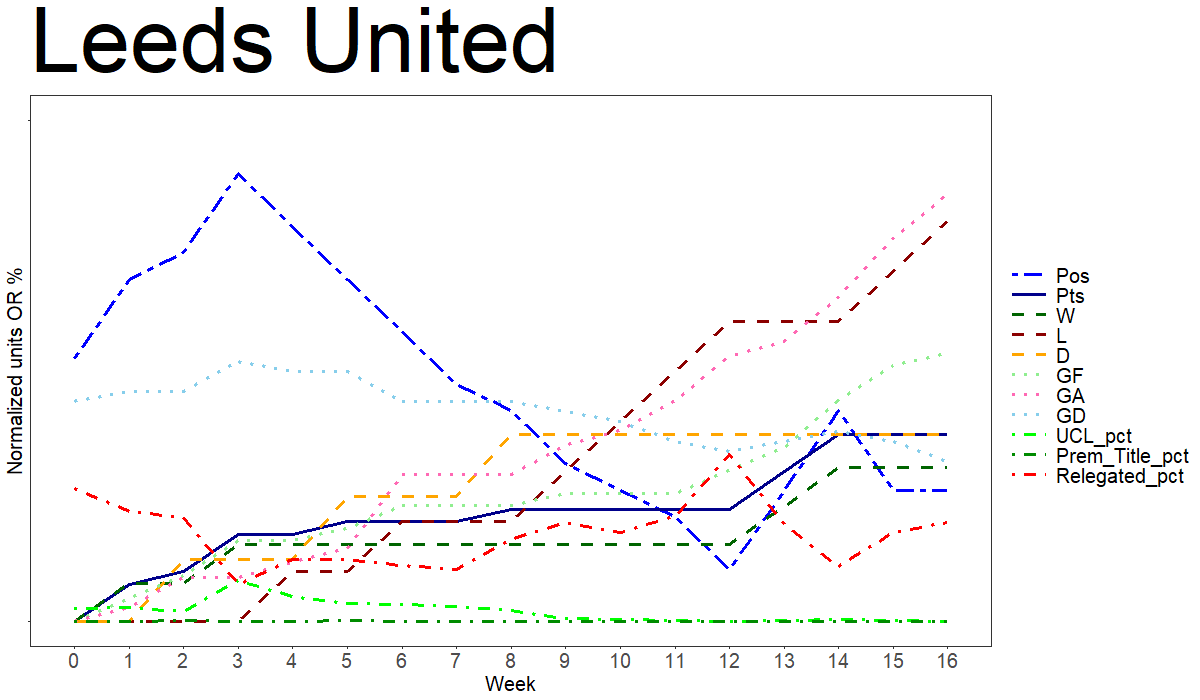 Leeds United
Normalized units OR %
Pos
Pts
W
L
D
GF
GA
GD
UCL_pct
Prem_Title_pct
Relegated_pct
0 1 2 3 4 5 6 7 8 9 10 11 12 13 14 15 16
Week